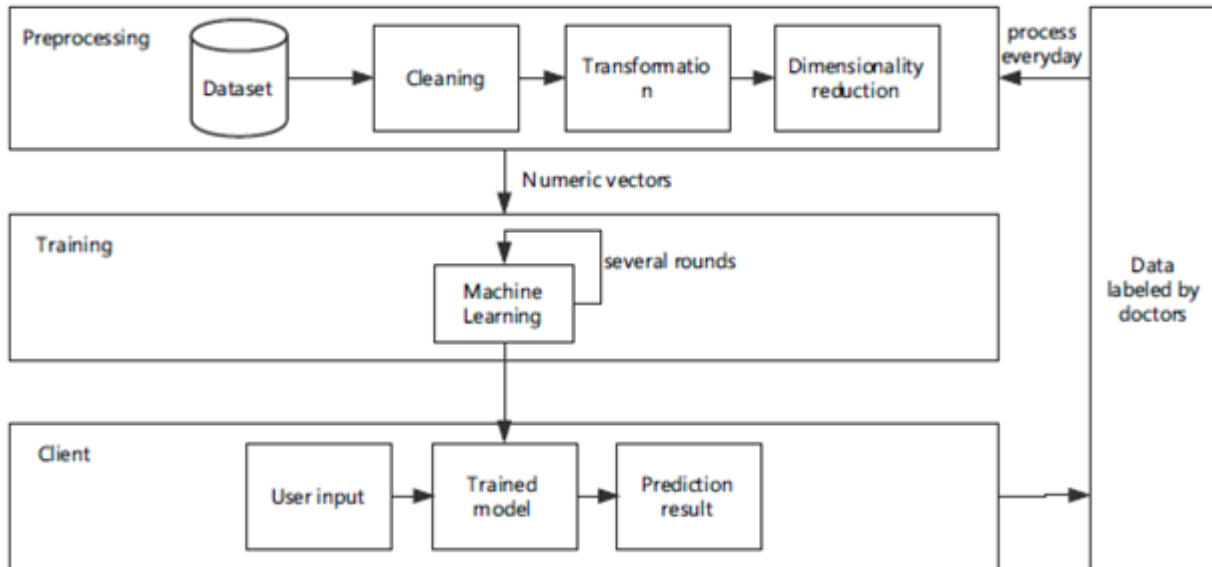 Preprocessing
Dataset
Cleaning
Transformatio
n
Dimensionality
reduction
process
everyday
Numeric vectors
Training
several rounds
Machine
Learning
Data
labeled by
doctors
Client
User input
Trained
model
Prediction
result